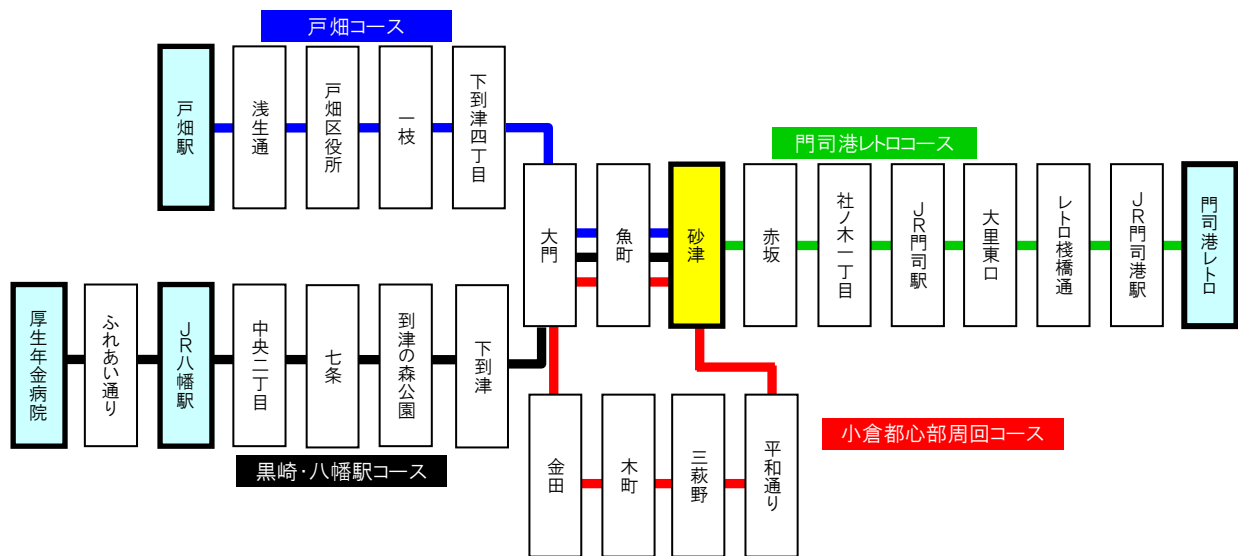 戸畑コース
戸畑駅
浅生通
戸畑区役所
一枝
下到津四丁目
門司港レトロコース
大門
魚町
砂津
赤坂
社ノ木一丁目
JR門司駅
大里東口
レトロ桟橋通
JR門司港駅
門司港レトロ
厚生年金病院
ふれあい通り
JR八幡駅
中央二丁目
七条
到津の森公園
下到津
黒崎・八幡駅コース
金田
木町
三萩野
平和通り
小倉都心部周回コース